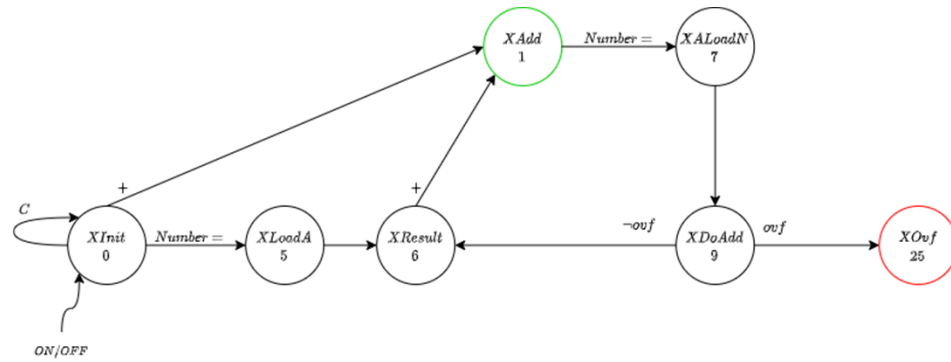 XAdd
1
Number =
XALoadN
7
+
+
C
XInit
0
Number =
XLoadA
5
XResult
6
¬ovf
XDoAdd
9
ovf
XOvf
25
ON/OFF